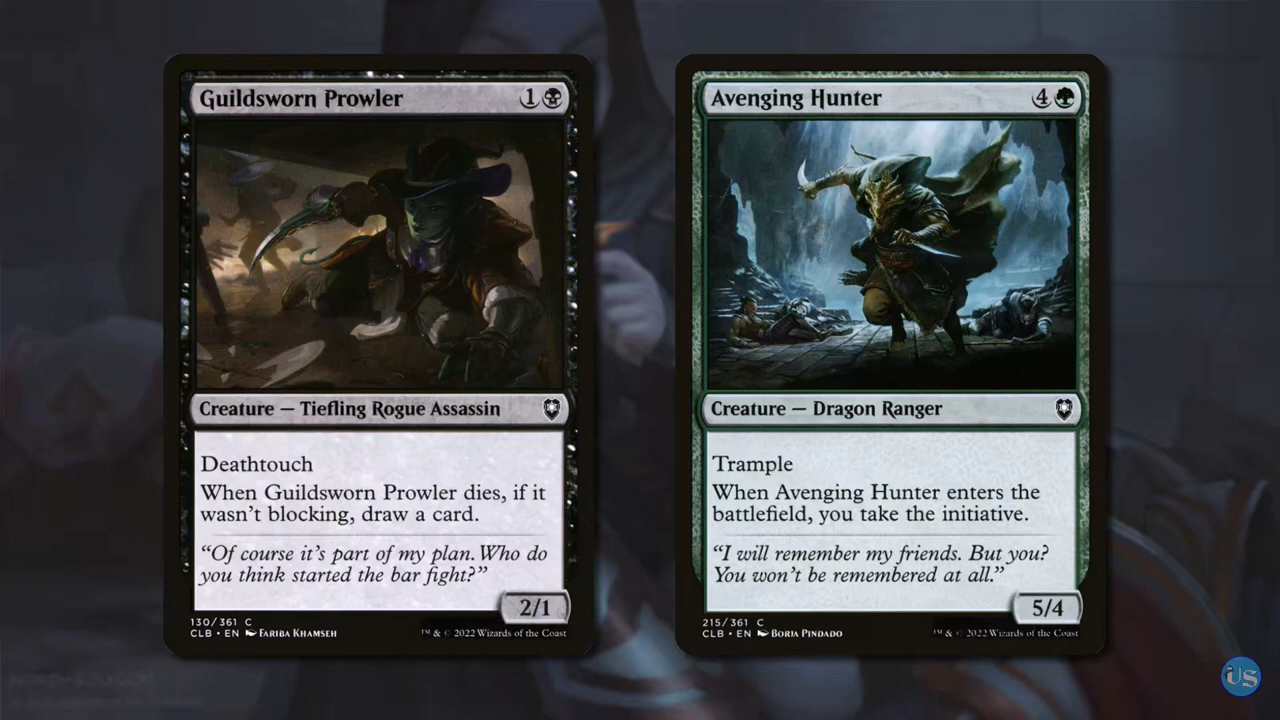 Guildsworn Prowler 1
Creature — Tiefling Rogue Assassin
Deathtouch
When Guildsworn Prowler dies, if it
wasn't blocking, draw a card.
“Of course it's part of my plan. Who do
you think started the bar fight?”
2/1
130/361 C
CLB • EN Fariba Khamseh
™ & © 2022 Wizards of the Coast
Avenging Hunter 4
Creature — Dragon Ranger
Trample
When Avenging Hunter enters the
battlefield, you take the initiative.
“I will remember my friends. But you?
You won't be remembered at all.”
5/4
215/361 C
CLB • EN Borja Pindado
™ & © 2022 Wizards of the Coast
US